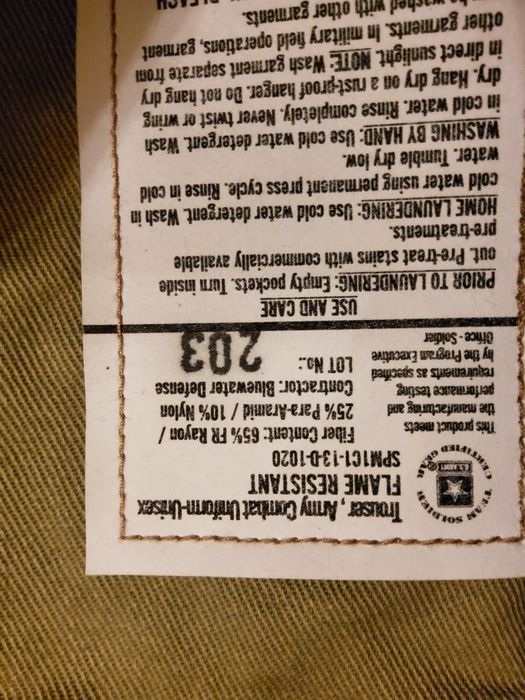 TEAM SOLDIER
CERTIFIED GEAR
U.S. ARMY
Trouser, Army Combat Uniform-Unisex
FLAME RESISTANT
SPM1C1-13-D-1020
Fiber Content: 65% FR Rayon /
25% Para-Aramid / 10% Nylon
Contractor: Bluewater Defense
LOT No.: 203
This product meets
the manufacturing and
performance testing
requirements as specified
by the Program Executive
Office - Soldier
USE AND CARE
PRIOR TO LAUNDERING: Empty pockets. Turn inside
out. Pre-treat stains with commercially available
pre-treatments.
HOME LAUNDERING: Use cold water detergent. Wash in
cold water using permanent press cycle. Rinse in cold
water. Tumble dry low.
WASHING BY HAND: Use cold water detergent. Wash
in cold water. Rinse completely. Never twist or wring
dry. Hang dry on a rust-proof hanger. Do not hang dry
in direct sunlight. NOTE: Wash garment separate from
other garments. In military field operations, garment
be washed with other garments.
BLEACH